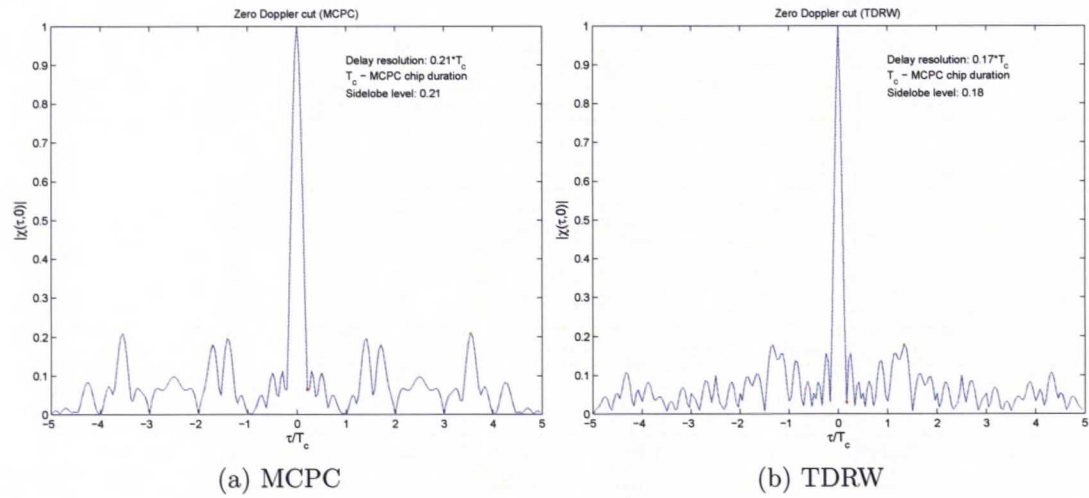 Zero Doppler cut (MCPC)
Delay resolution: 0.21*T_c
T_c – MCPC chip duration
Sidelobe level: 0.21
|χ(τ,0)|
1
0.9
0.8
0.7
0.6
0.5
0.4
0.3
0.2
0.1
0
-5 -4 -3 -2 -1 0 1 2 3 4 5
τ/T_c
(a) MCPC
Zero Doppler cut (TDRW)
Delay resolution: 0.17*T_c
T_c – MCPC chip duration
Sidelobe level: 0.18
|χ(τ,0)|
1
0.9
0.8
0.7
0.6
0.5
0.4
0.3
0.2
0.1
0
-5 -4 -3 -2 -1 0 1 2 3 4 5
τ/T_c
(b) TDRW